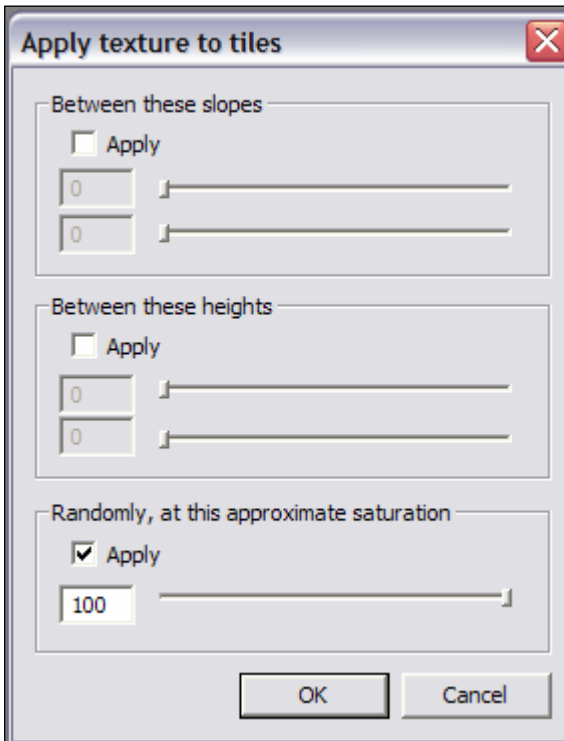 Apply texture to tiles
Between these slopes
Apply
0
0
Between these heights
Apply
0
0
Randomly, at this approximate saturation
Apply
100
OK Cancel